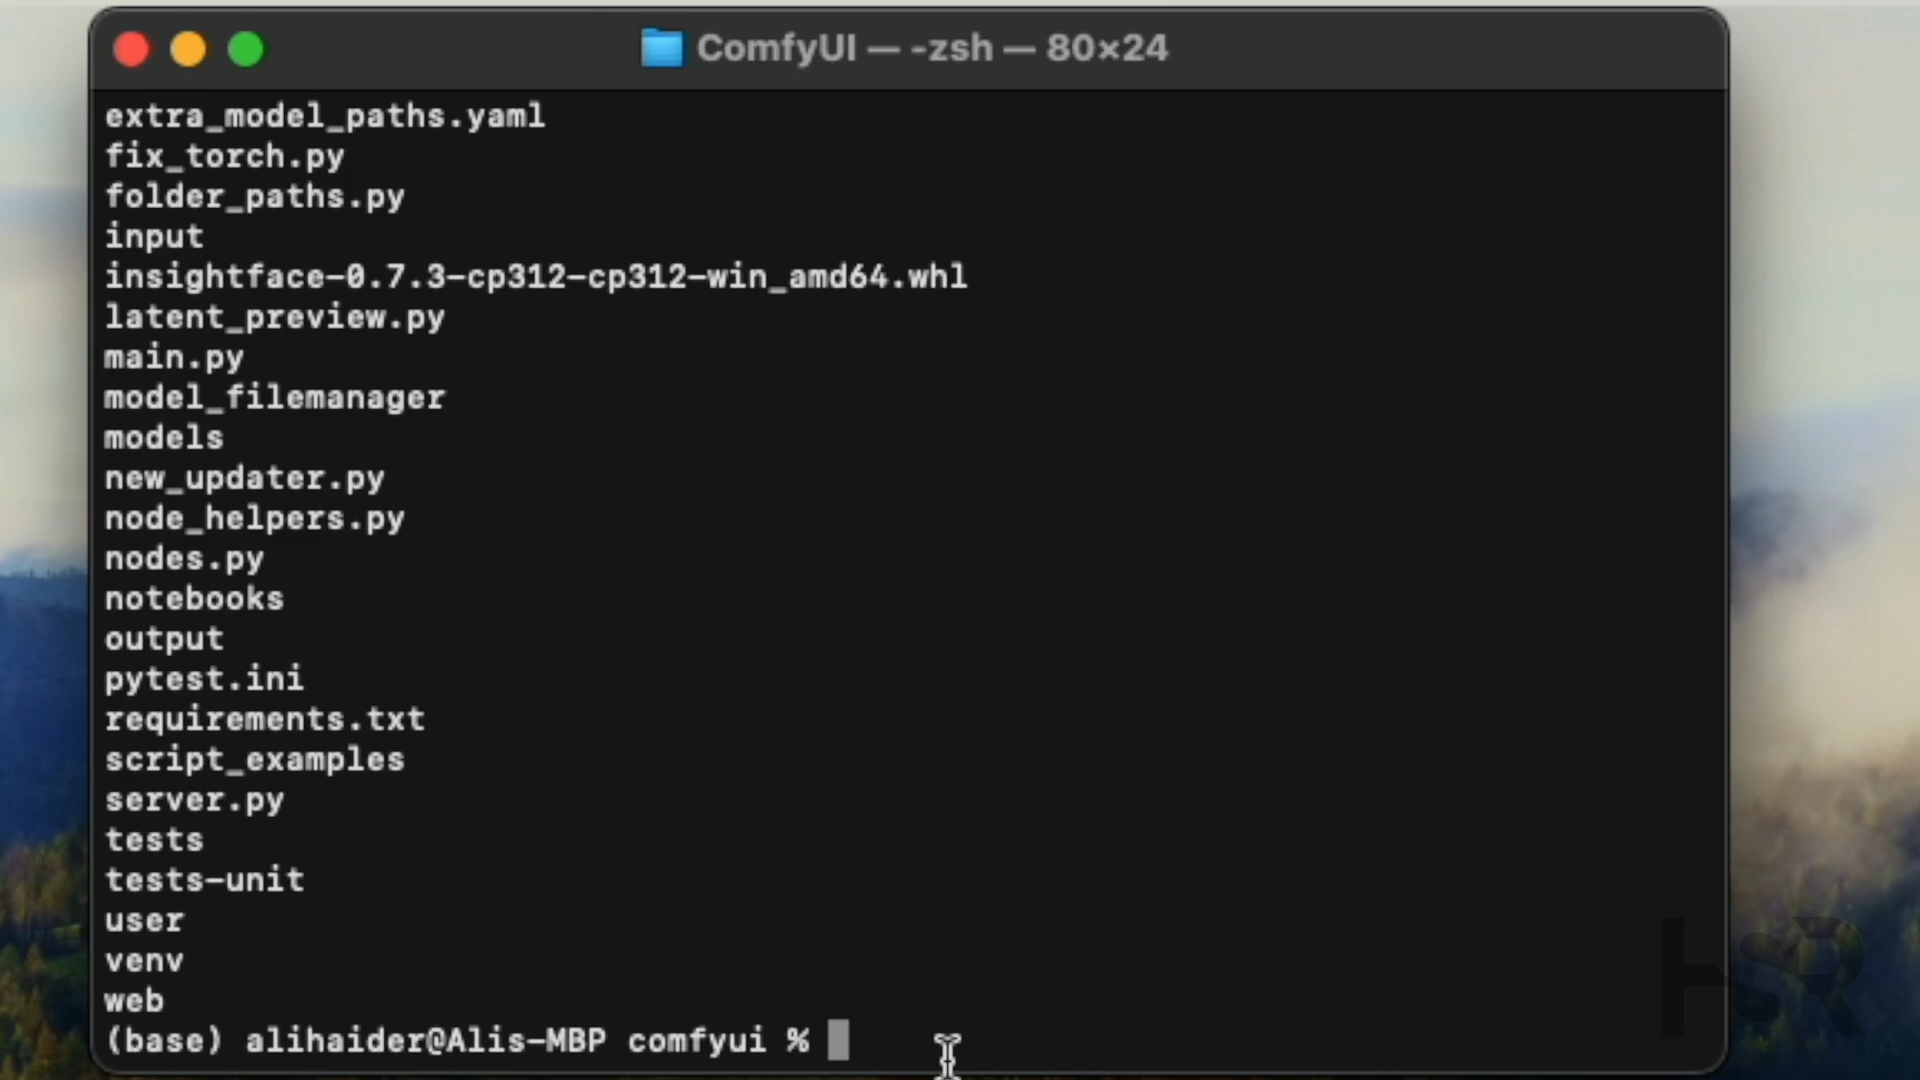 ComfyUI — -zsh — 80×24
extra_model_paths.yaml
fix_torch.py
folder_paths.py
input
insightface-0.7.3-cp312-cp312-win_amd64.whl
latent_preview.py
main.py
model_filemanager
models
new_updater.py
node_helpers.py
nodes.py
notebooks
output
pytest.ini
requirements.txt
script_examples
server.py
tests
tests-unit
user
venv
web
(base) alihaider@Alis-MBP comfyui %
HSR